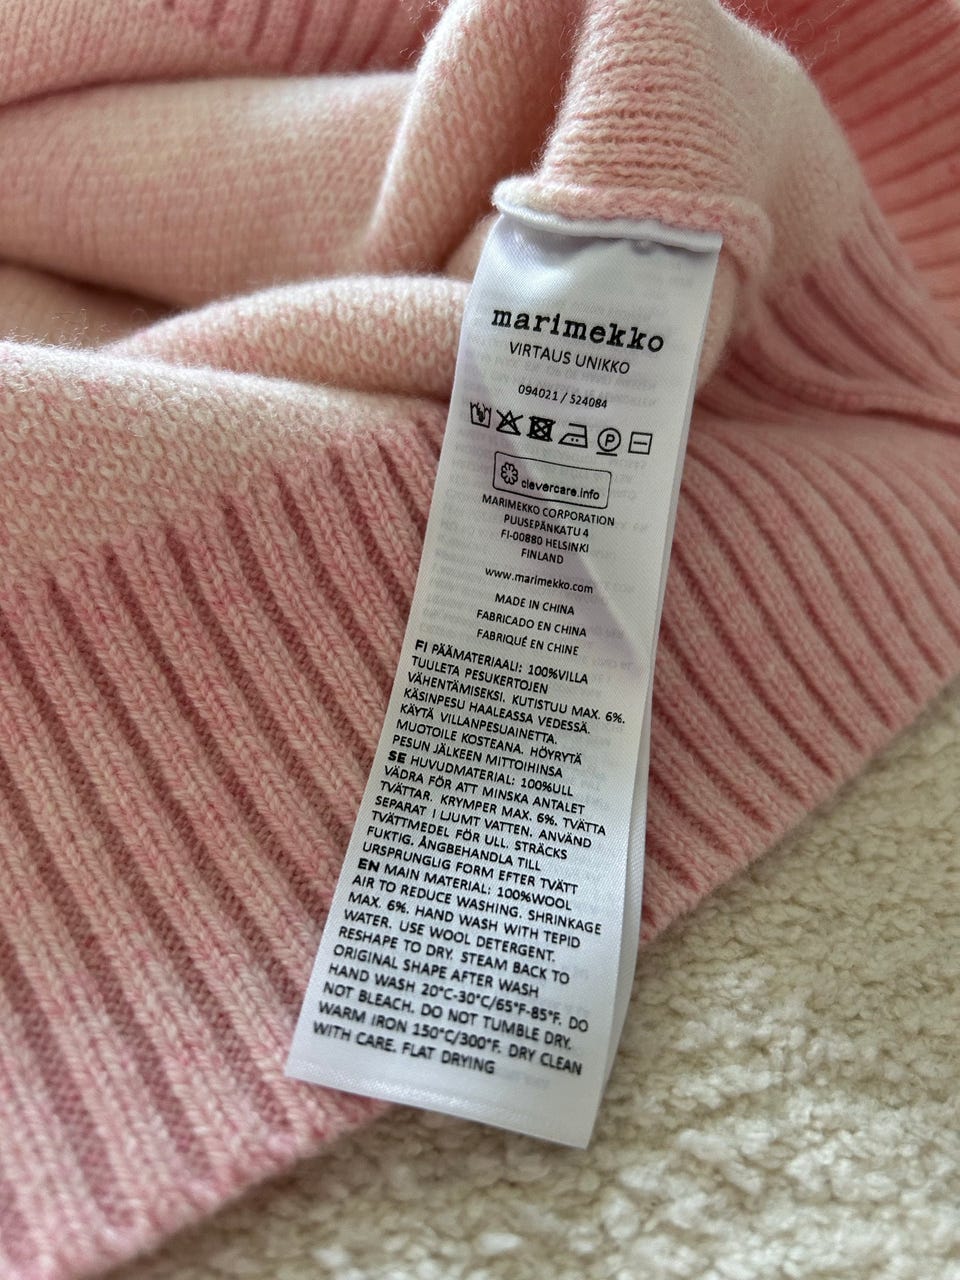 marimekko
VIRTAUS UNIKKO
094021 / 524084
P
clevercare.info
MARIMEKKO CORPORATION
PUUSEPÄNKATU 4
FI-00880 HELSINKI
FINLAND
www.marimekko.com
MADE IN CHINA
FABRICADO EN CHINA
FABRIQUÉ EN CHINE
FI PÄÄMATERIAALI: 100%VILLA
TUULETA PESUKERTOJEN
VÄHENTÄMISEKSI. KUTISTUU MAX. 6%.
KÄSINPESU HAALEASSA VEDESSÄ.
KÄYTÄ VILLANPESUAINETTA.
MUOTOILE KOSTEANA. HÖYRYTÄ
PESUN JÄLKEEN MITTOIHINSA
SE HUVUDMATERIAL: 100%ULL
VÄDRA FÖR ATT MINSKA ANTALET
TVÄTTAR. KRYMPER MAX. 6%. TVÄTTA
SEPARAT I LJUMT VATTEN. ANVÄND
TVÄTTMEDEL FÖR ULL. STRÄCKS
FUKTIG. ÅNGBEHANDLA TILL
URSPRUNGLIG FORM EFTER TVÄTT
EN MAIN MATERIAL: 100%WOOL
AIR TO REDUCE WASHING. SHRINKAGE
MAX. 6%. HAND WASH WITH TEPID
WATER. USE WOOL DETERGENT.
RESHAPE TO DRY. STEAM BACK TO
ORIGINAL SHAPE AFTER WASH
HAND WASH 20°C-30°C/65°F-85°F. DO
NOT BLEACH. DO NOT TUMBLE DRY.
WARM IRON 150°C/300°F. DRY CLEAN
WITH CARE. FLAT DRYING